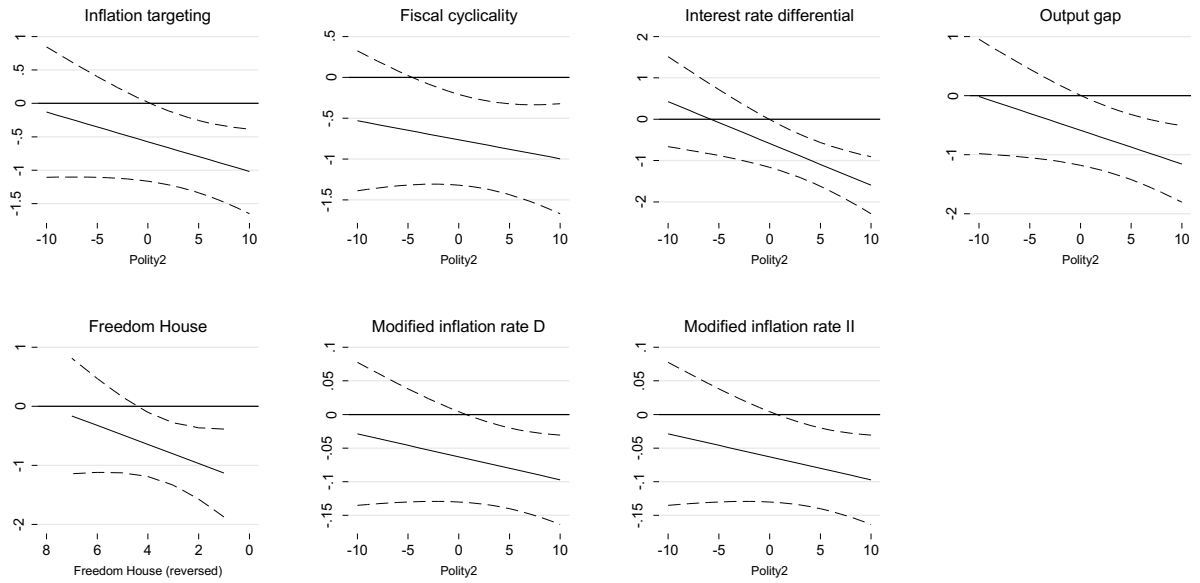 Inflation targeting
1
.5
0
-.5
-1
-1.5
-10 -5 0 5 10
Polity2
Fiscal cyclicality
.5
0
-.5
-1
-1.5
-10 -5 0 5 10
Polity2
Interest rate differential
2
1
0
-1
-2
-10 -5 0 5 10
Polity2
Output gap
1
0
-1
-2
-10 -5 0 5 10
Polity2
Freedom House
1
0
-1
-2
8 6 4 2 0
Freedom House (reversed)
Modified inflation rate D
.1
.05
0
-.05
-.1
-.15
-10 -5 0 5 10
Polity2
Modified inflation rate II
.1
.05
0
-.05
-.1
-.15
-10 -5 0 5 10
Polity2